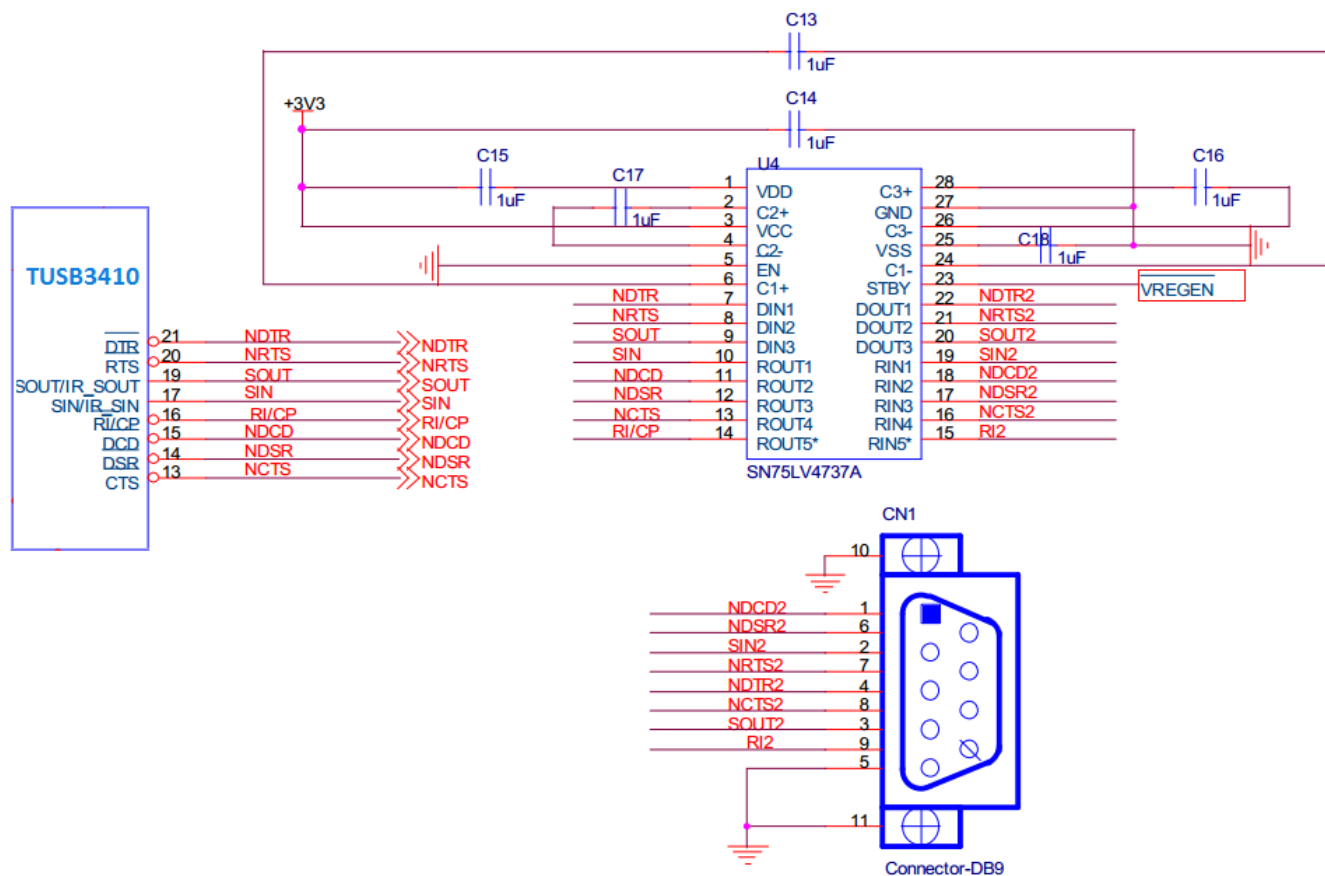 C13
1uF
+3V3
C14
1uF
C15
1uF
C17
1uF
C16
1uF
C18
1uF
U4
1 VDD C3+ 28
2 C2+ GND 27
3 VCC C3- 26
4 C2- VSS 25
5 EN C1- 24
6 C1+ STBY 23 VREGEN
NDTR 7 DIN1 DOUT1 22 NDTR2
NRTS 8 DIN2 DOUT2 21 NRTS2
SOUT 9 DIN3 DOUT3 20 SOUT2
SIN 10 ROUT1 RIN1 19 SIN2
NDCD 11 ROUT2 RIN2 18 NDCD2
NDSR 12 ROUT3 RIN3 17 NDSR2
NCTS 13 ROUT4 RIN4 16 NCTS2
RI/CP 14 ROUT5* RIN5* 15 RI2
SN75LV4737A
TUSB3410
DTR 21 NDTR NDTR
RTS 20 NRTS NRTS
SOUT/IR_SOUT 19 SOUT SOUT
SIN/IR_SIN 17 SIN SIN
RI/CP 16 RI/CP RI/CP
DCD 15 NDCD NDCD
DSR 14 NDSR NDSR
CTS 13 NCTS NCTS
CN1
10
NDCD2 1
NDSR2 6
SIN2 2
NRTS2 7
NDTR2 4
NCTS2 8
SOUT2 3
RI2 9
5
11
Connector-DB9